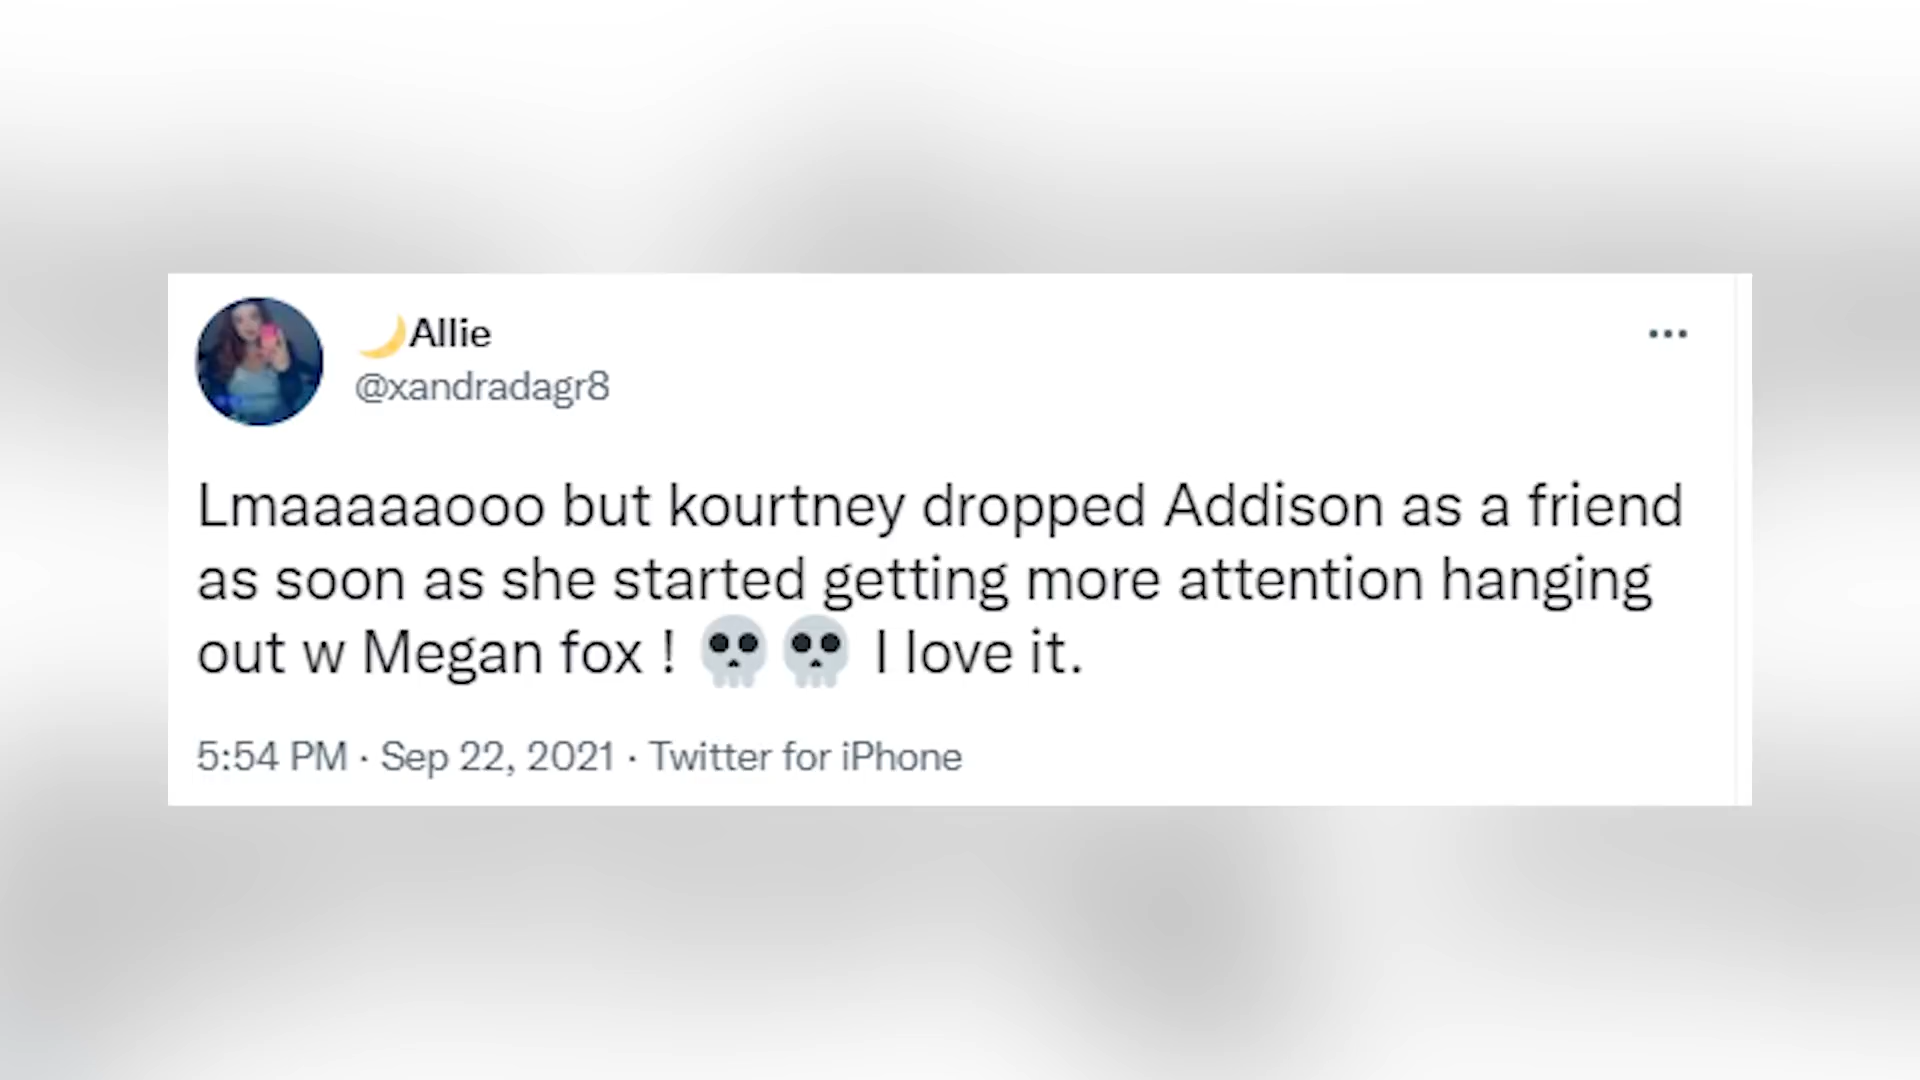 🌙Allie
@xandradagr8
Lmaaaaaooo but kourtney dropped Addison as a friend
as soon as she started getting more attention hanging
out w Megan fox ! 💀💀 I love it.
5:54 PM · Sep 22, 2021 · Twitter for iPhone